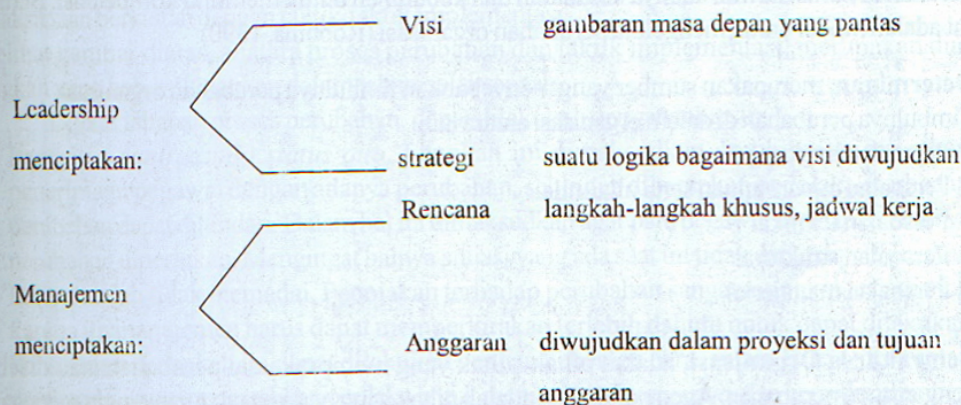 Visi gambaran masa depan yang pantas
Leadership
menciptakan: strategi suatu logika bagaimana visi diwujudkan
Rencana langkah-langkah khusus, jadwal kerja
Manajemen
menciptakan: Anggaran diwujudkan dalam proyeksi dan tujuan
anggaran